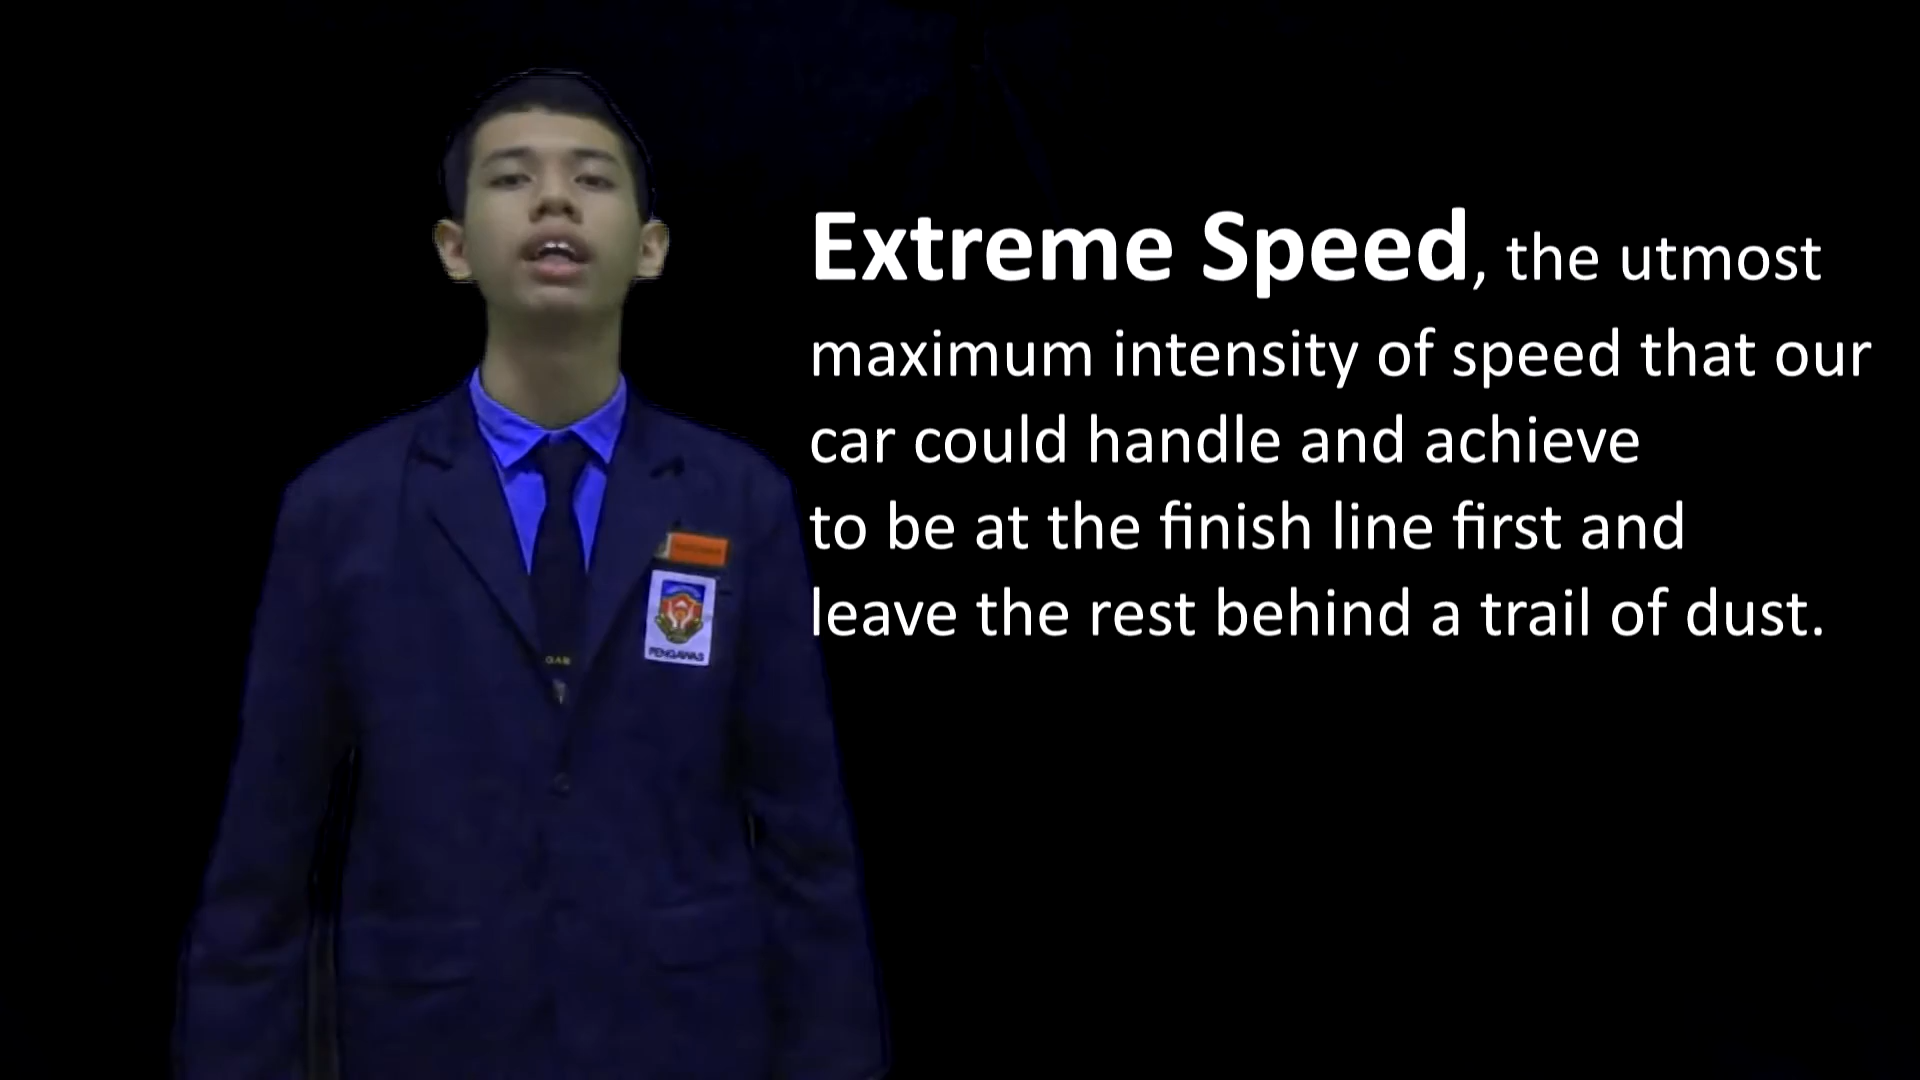 Extreme Speed, the utmost
maximum intensity of speed that our
car could handle and achieve
to be at the finish line first and
leave the rest behind a trail of dust.
PENGAWAS